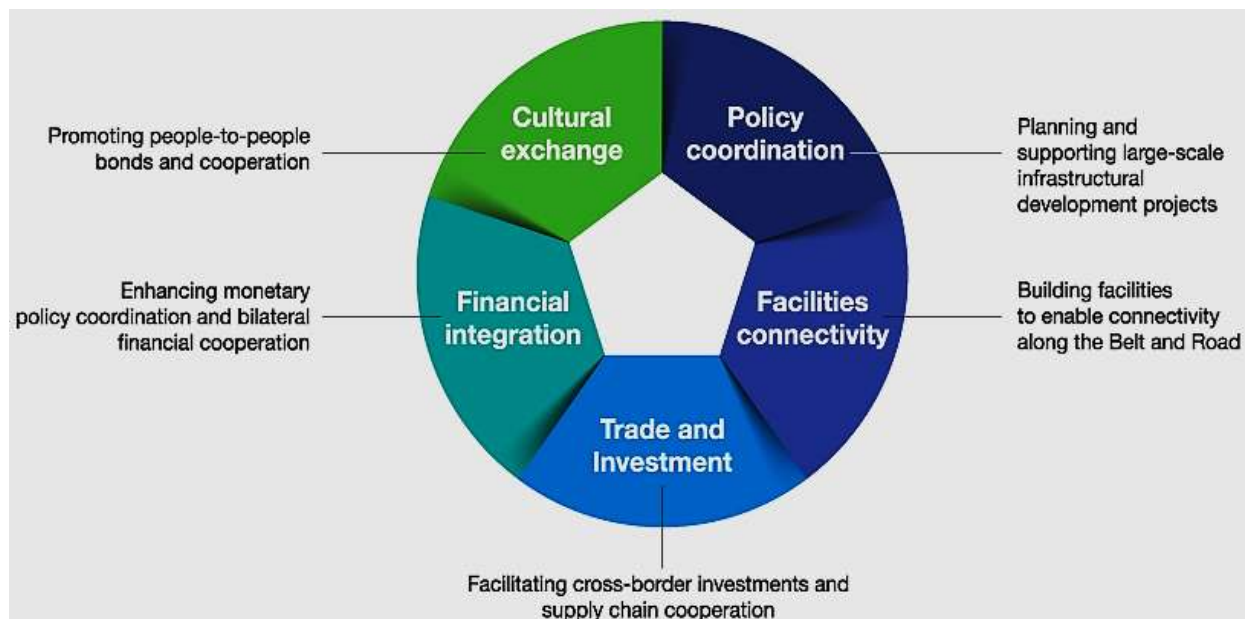 Cultural
exchange
Policy
coordination
Promoting people-to-people
bonds and cooperation
Planning and
supporting large-scale
infrastructural
development projects
Financial
integration
Facilities
connectivity
Enhancing monetary
policy coordination and bilateral
financial cooperation
Building facilities
to enable connectivity
along the Belt and Road
Trade and
Investment
Facilitating cross-border investments and
supply chain cooperation